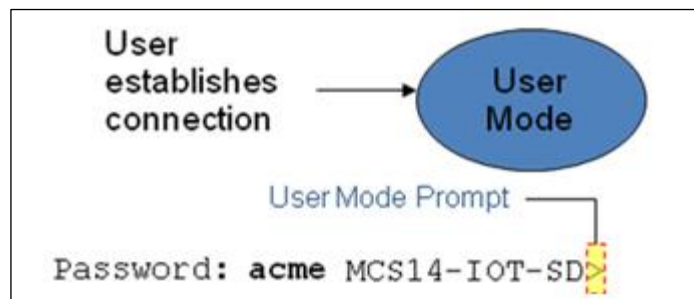 User
establishes
connection
User
Mode
User Mode Prompt
Password: acme MCS14-IOT-SD>